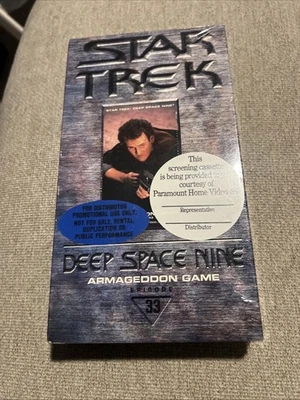 STAR
TREK
STAR TREK: DEEP SPACE NINE
This
screening cassette
is being provided
courtesy of
Paramount Home Video
Representative
Distributor
FOR DISTRIBUTOR
PROMOTIONAL USE ONLY.
NOT FOR SALE, RENTAL,
DUPLICATION OR
PUBLIC PERFORMANCE
DEEP SPACE NINE
ARMAGEDDON GAME
EPISODE
33